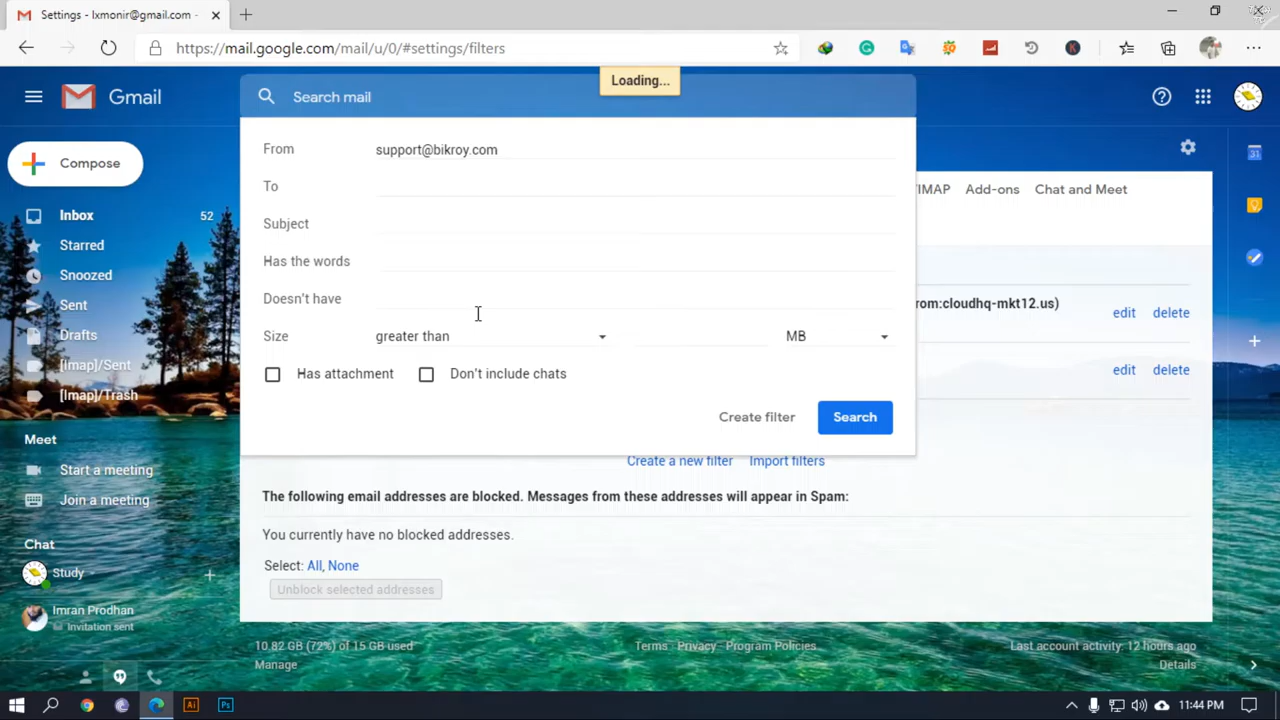 Settings - lxmonir@gmail.com -
https://mail.google.com/mail/u/0/#settings/filters
Loading...
Gmail
Search mail
Compose
Inbox 52
Starred
Snoozed
Sent
Drafts
[Imap]/Sent
[Imap]/Trash
Meet
Start a meeting
Join a meeting
Chat
Study
Imran Prodhan
Invitation sent
From support@bikroy.com
To
Subject
Has the words
Doesn't have
Size greater than MB
Has attachment Don't include chats
Create filter Search
/IMAP Add-ons Chat and Meet
rom:cloudhq-mkt12.us)
edit delete
edit delete
Create a new filter Import filters
The following email addresses are blocked. Messages from these addresses will appear in Spam:
You currently have no blocked addresses.
Select: All, None
Unblock selected addresses
10.82 GB (72%) of 15 GB used
Manage
Terms · Privacy · Program Policies
Last account activity: 12 hours ago
Details
31
Ai
Ps
11:44 PM